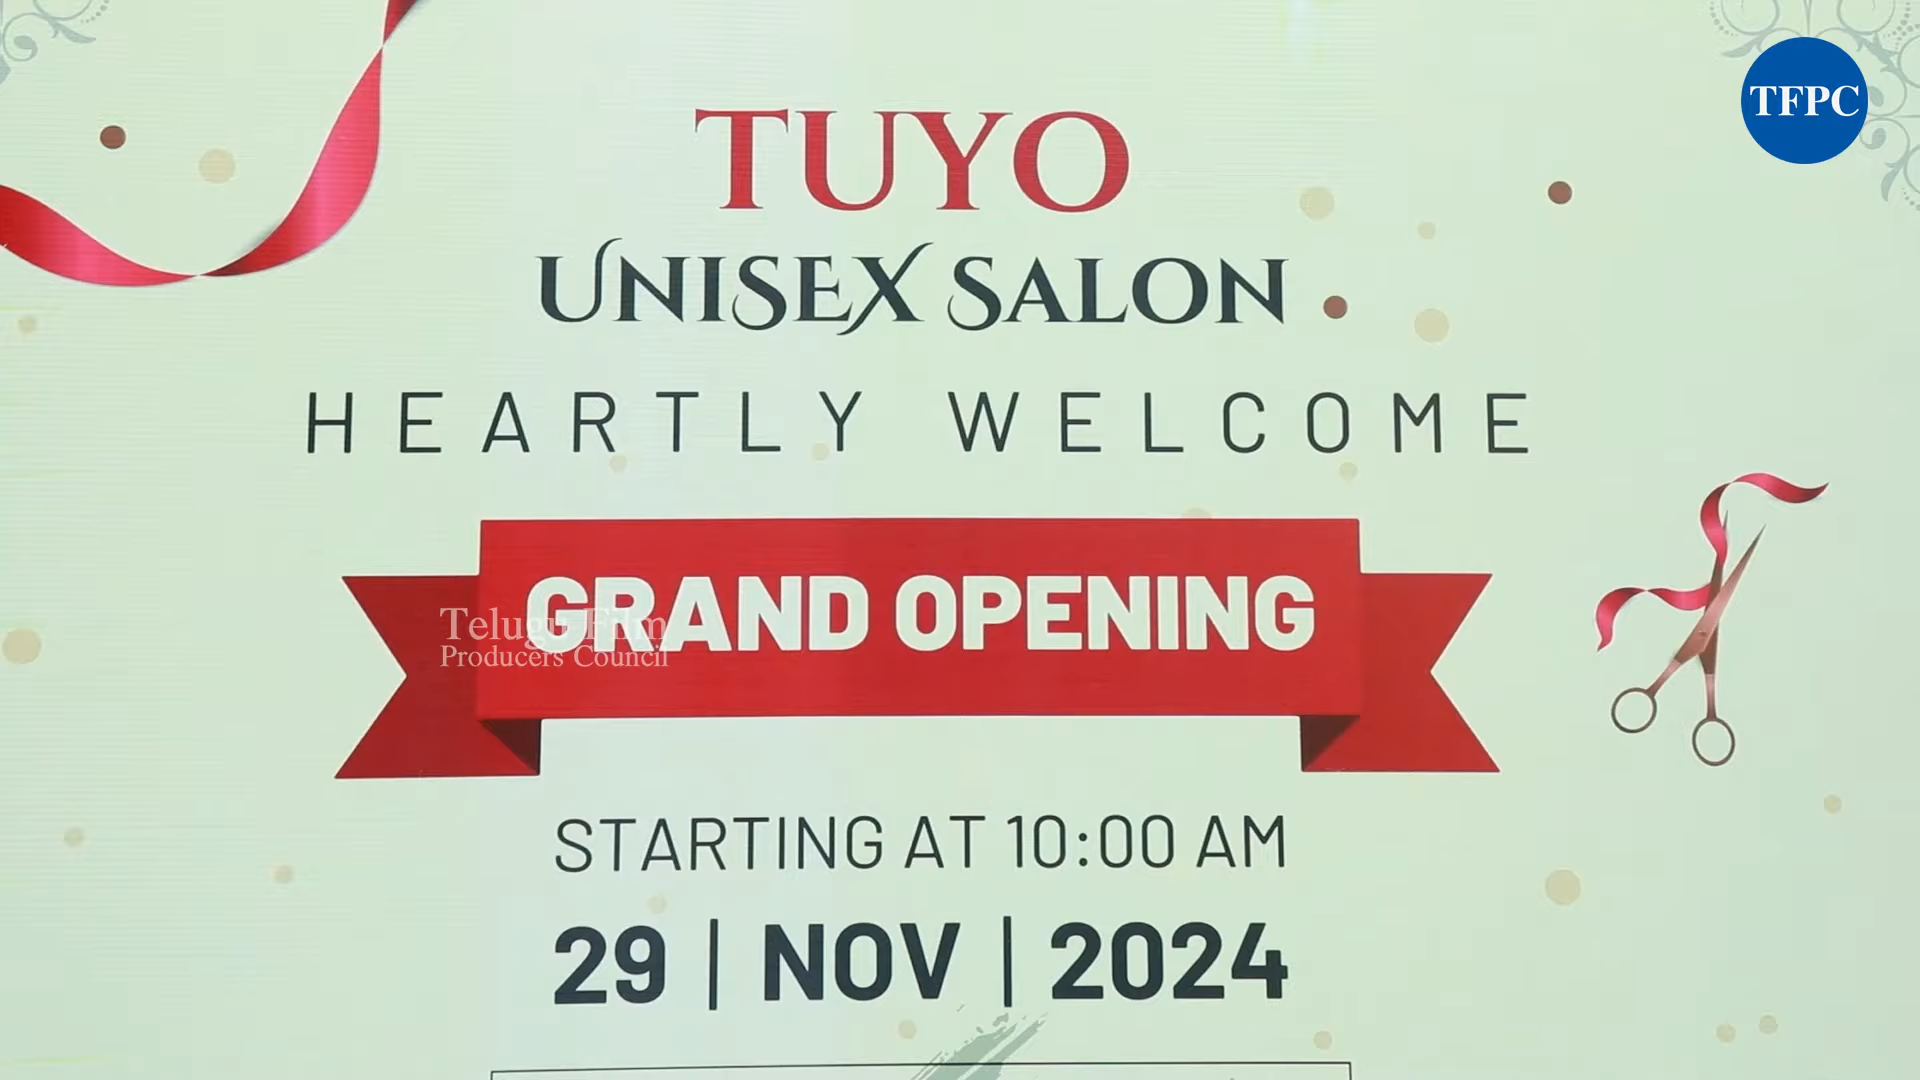 TFPC
TUYO
UNISEX SALON
HEARTLY WELCOME
GRAND OPENING
Telugu Film
Producers Council
STARTING AT 10:00 AM
29 | NOV | 2024